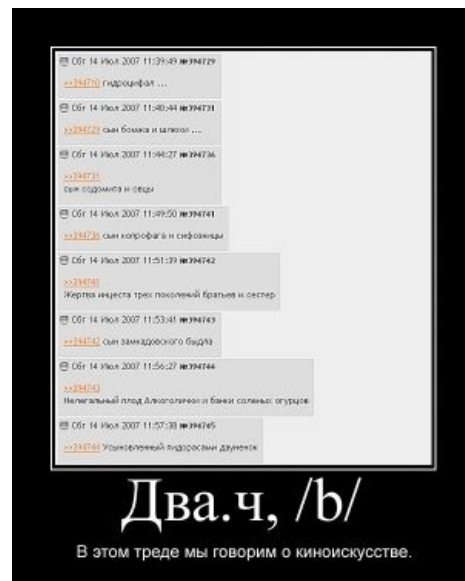 Сбт 14 Июл 2007 11:39:49 №394729
>>394710 гидроцифал ...
Сбт 14 Июл 2007 11:40:44 №394731
>>394729 сын бомжа и шлюхи ...
Сбт 14 Июл 2007 11:44:27 №394736
>>394731
сын содомита и овцы
Сбт 14 Июл 2007 11:49:50 №394741
>>394736 сын копрофага и сифозницы
Сбт 14 Июл 2007 11:51:39 №394742
>>394741
Жертва инцеста трех поколений братьев и сестер
Сбт 14 Июл 2007 11:53:41 №394743
>>394742 сын замкадовского быдла
Сбт 14 Июл 2007 11:56:27 №394744
>>394743
Нелегальный плод Алкоголички и банки соленых огурцов
Сбт 14 Июл 2007 11:57:38 №394745
>>394744 Усыновленный пидорасами дауненок
Два.ч, /b/
В этом треде мы говорим о киноискусстве.